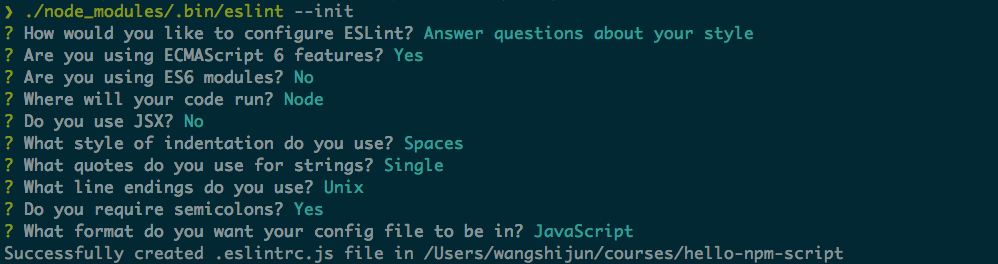 ❯ ./node_modules/.bin/eslint --init
? How would you like to configure ESLint? Answer questions about your style
? Are you using ECMAScript 6 features? Yes
? Are you using ES6 modules? No
? Where will your code run? Node
? Do you use JSX? No
? What style of indentation do you use? Spaces
? What quotes do you use for strings? Single
? What line endings do you use? Unix
? Do you require semicolons? Yes
? What format do you want your config file to be in? JavaScript
Successfully created .eslintrc.js file in /Users/wangshijun/courses/hello-npm-script